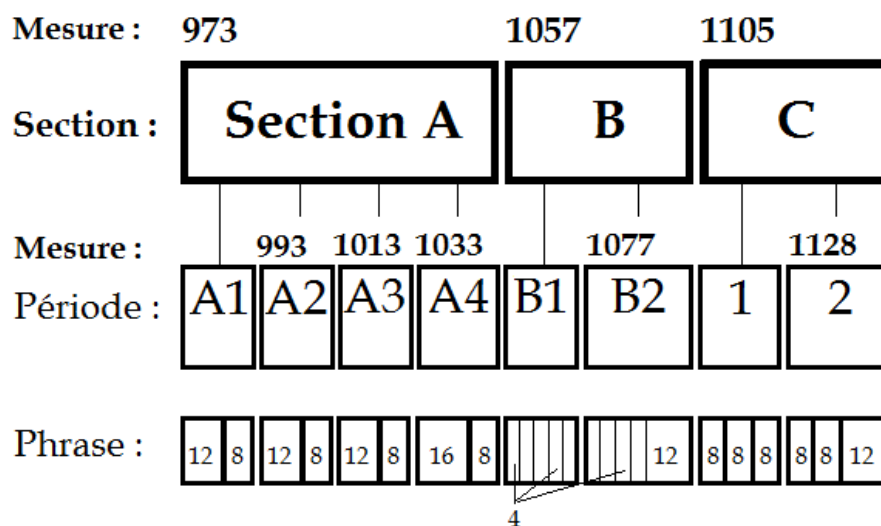 Mesure : 973 1057 1105
Section : Section A B C
Mesure : 993 1013 1033 1077 1128
Période : A1 A2 A3 A4 B1 B2 1 2
Phrase : 12 8 12 8 12 8 16 8 12 8 8 8 8 8 12
4